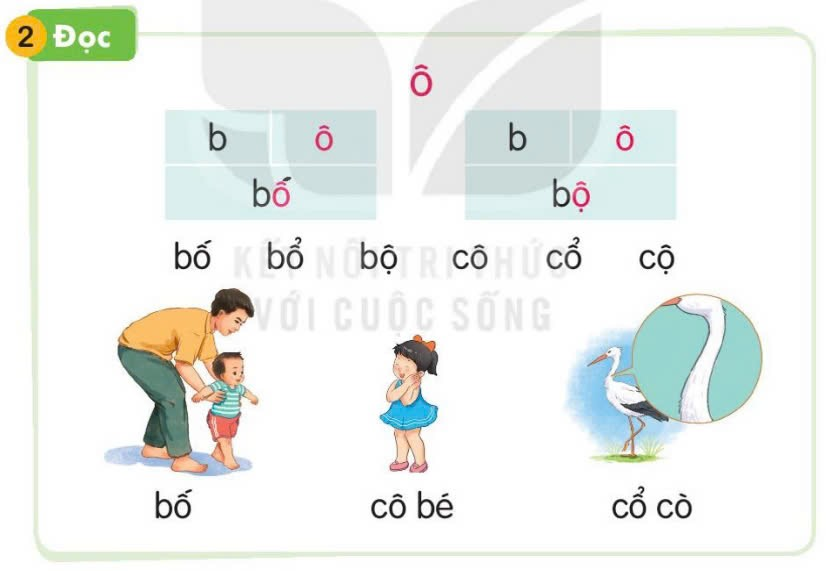 2 Đọc
ô
b ô b ô
bố bộ
bố bổ bộ cô cổ cộ
KẾT NỐI TRI THỨC
VỚI CUỘC SỐNG
bố cô bé cổ cò